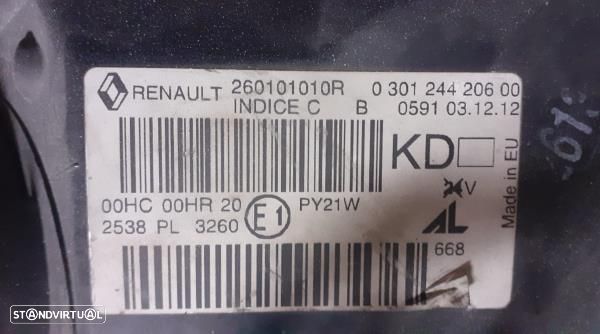 RENAULT 260101010R 0 301 244 206 00
INDICE C B 0591 03.12.12
KD
Made in EU
V
00HC 00HR 20 E1 PY21W
2538 PL 3260
AL
668
STANDVIRTUAL